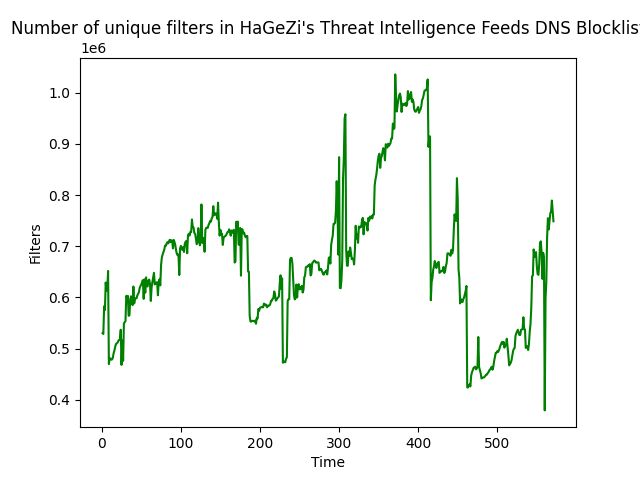 Number of unique filters in HaGeZi's Threat Intelligence Feeds DNS Blocklist
1e6
1.0
0.9
0.8
0.7
0.6
0.5
0.4
Filters
0 100 200 300 400 500
Time